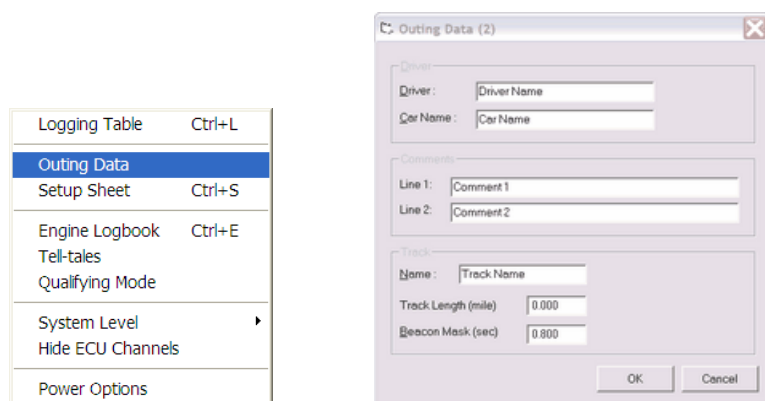 Logging Table Ctrl+L
Outing Data
Setup Sheet Ctrl+S
Engine Logbook Ctrl+E
Tell-tales
Qualifying Mode
System Level
Hide ECU Channels
Power Options
Outing Data (2)
Driver
Driver : Driver Name
Car Name : Car Name
Comments
Line 1: Comment 1
Line 2: Comment 2
Track
Name : Track Name
Track Length (mile) 0.000
Beacon Mask (sec) 0.800
OK Cancel